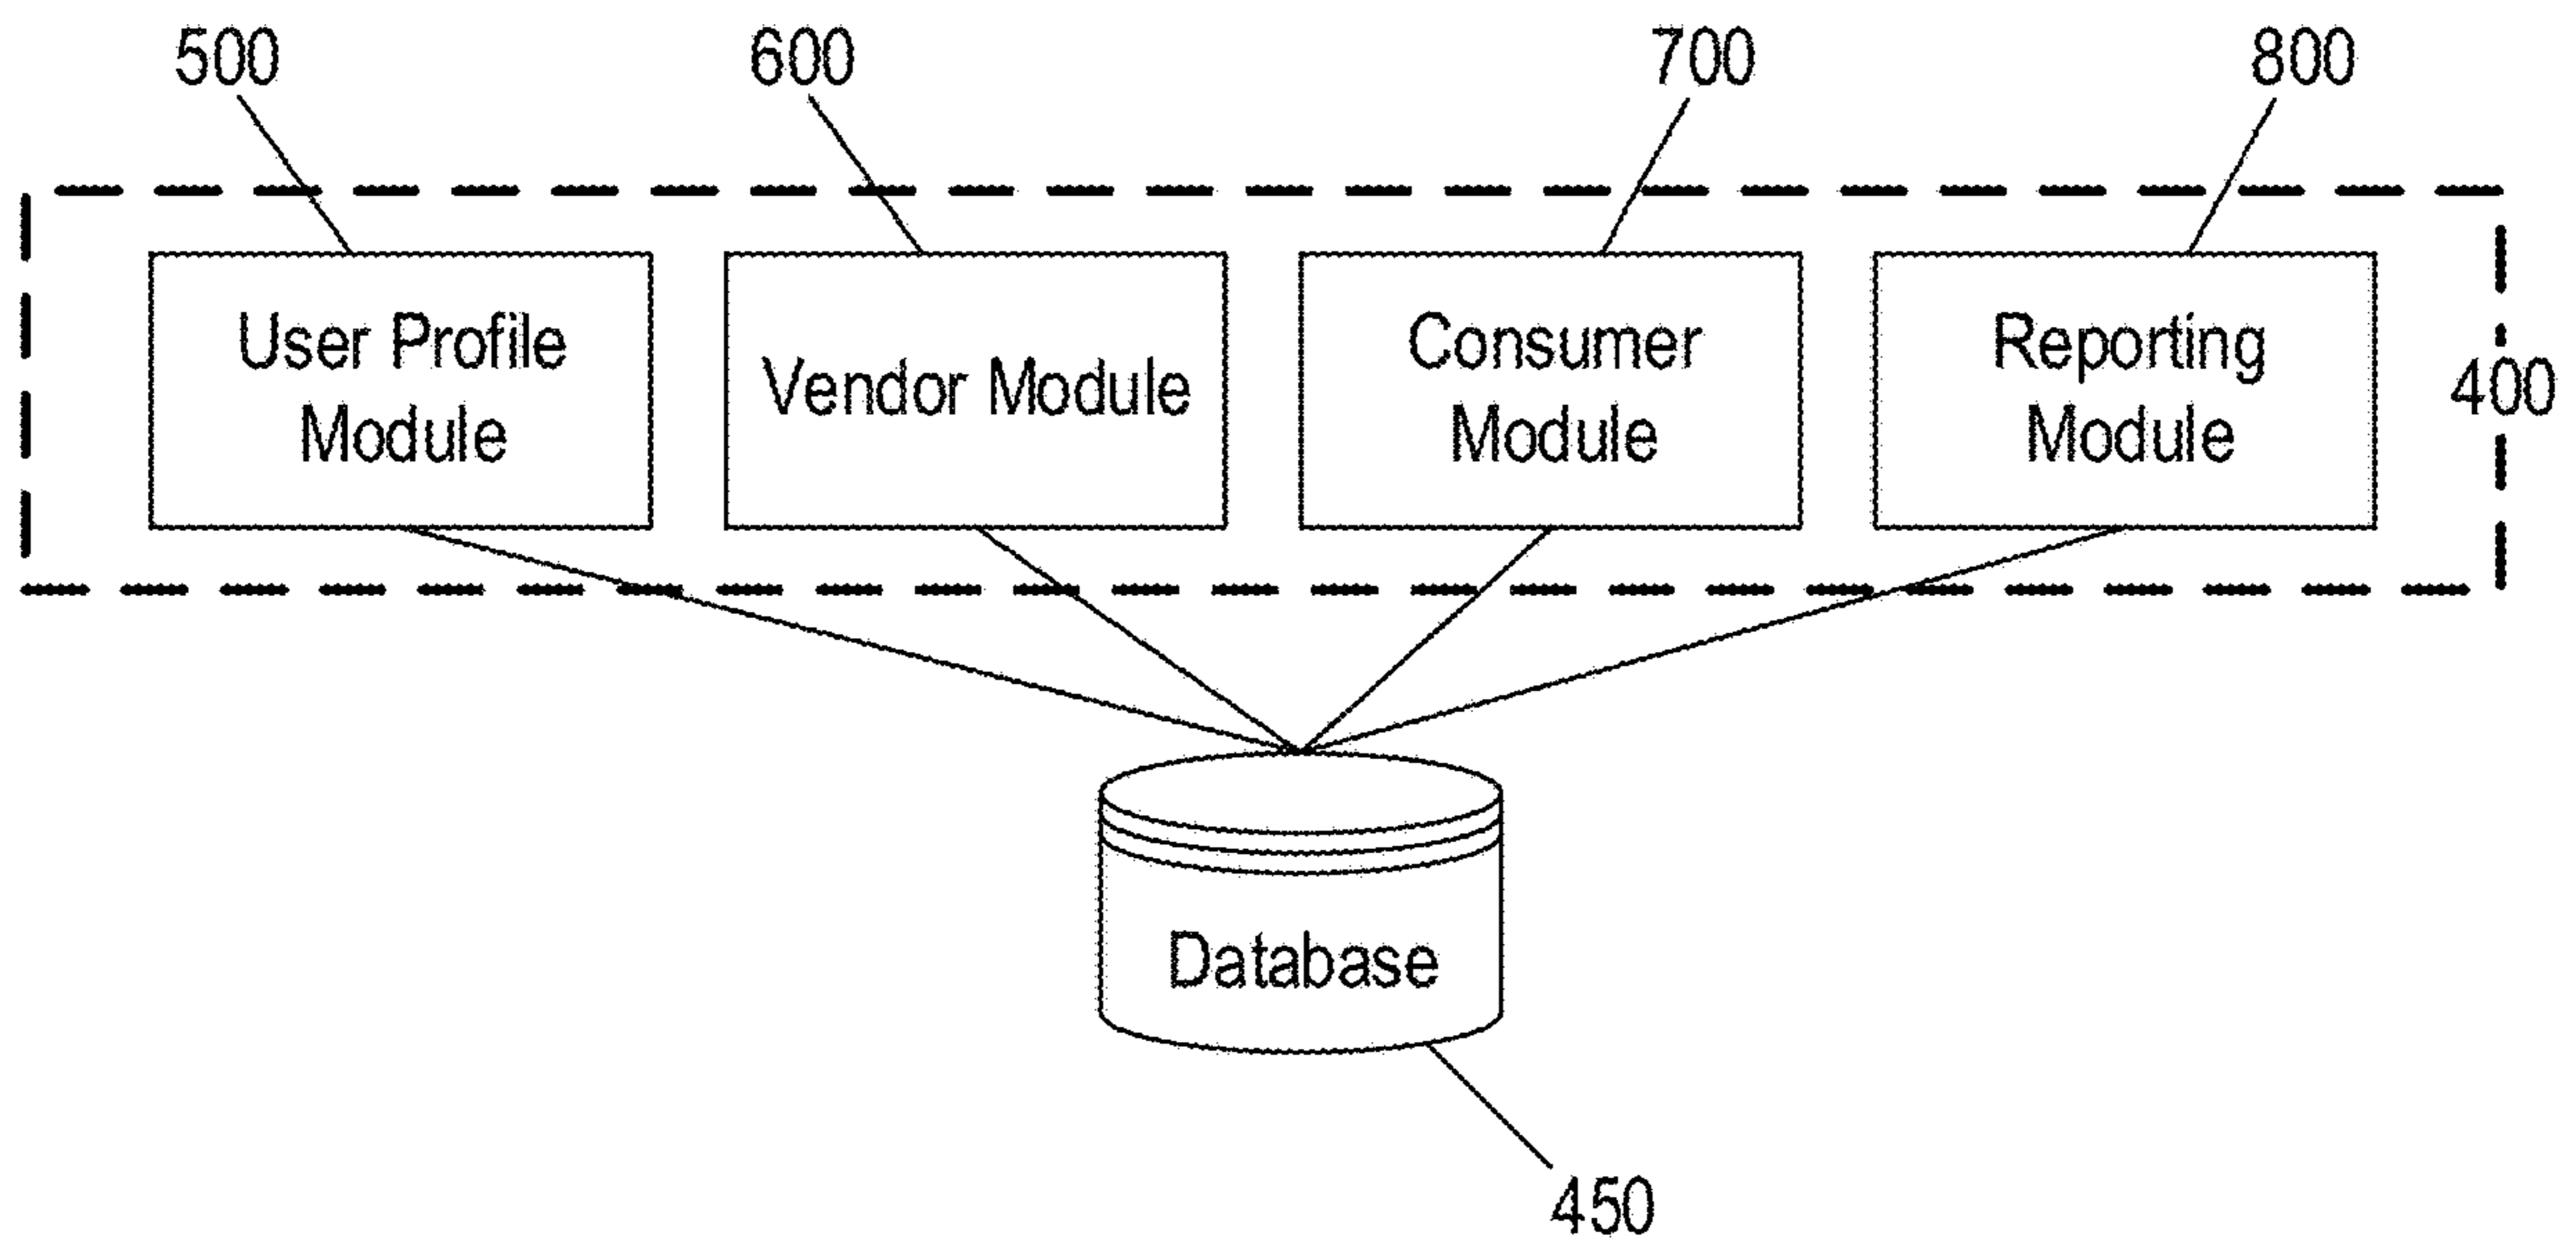 500
600
700
800
User Profile
Module
Vendor Module
Consumer
Module
Reporting
Module
400
Database
450